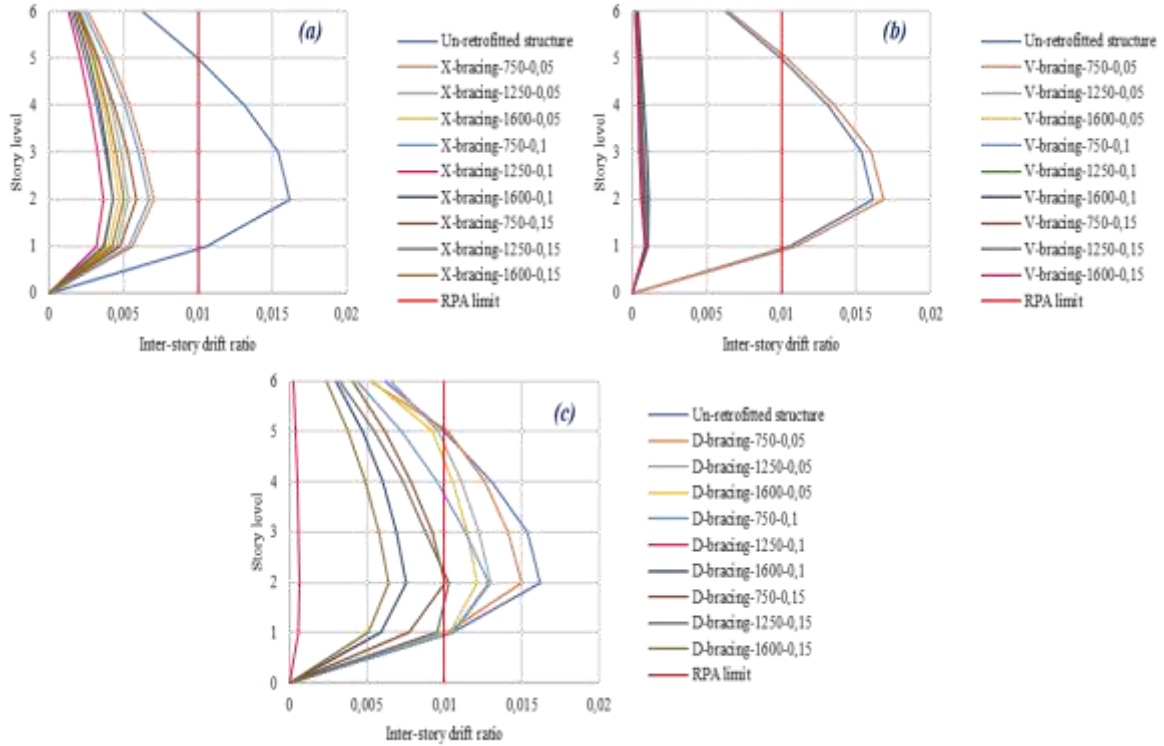 6
5
4
3
2
1
0
Story level
(a)
0
0,005
0,01
0,015
0,02
Inter-story drift ratio
Un-retrofitted structure
X-bracing-750-0,05
X-bracing-1250-0,05
X-bracing-1600-0,05
X-bracing-750-0,1
X-bracing-1250-0,1
X-bracing-1600-0,1
X-bracing-750-0,15
X-bracing-1250-0,15
X-bracing-1600-0,15
RPA limit
6
5
4
3
2
1
0
Story level
(b)
0
0,005
0,01
0,015
0,02
Inter-story drift ratio
Un-retrofitted structure
V-bracing-750-0,05
V-bracing-1250-0,05
V-bracing-1600-0,05
V-bracing-750-0,1
V-bracing-1250-0,1
V-bracing-1600-0,1
V-bracing-750-0,15
V-bracing-1250-0,15
V-bracing-1600-0,15
RPA limit
6
5
4
3
2
1
0
Story level
(c)
0
0,005
0,01
0,015
0,02
Inter-story drift ratio
Un-retrofitted structure
D-bracing-750-0,05
D-bracing-1250-0,05
D-bracing-1600-0,05
D-bracing-750-0,1
D-bracing-1250-0,1
D-bracing-1600-0,1
D-bracing-750-0,15
D-bracing-1250-0,15
D-bracing-1600-0,15
RPA limit